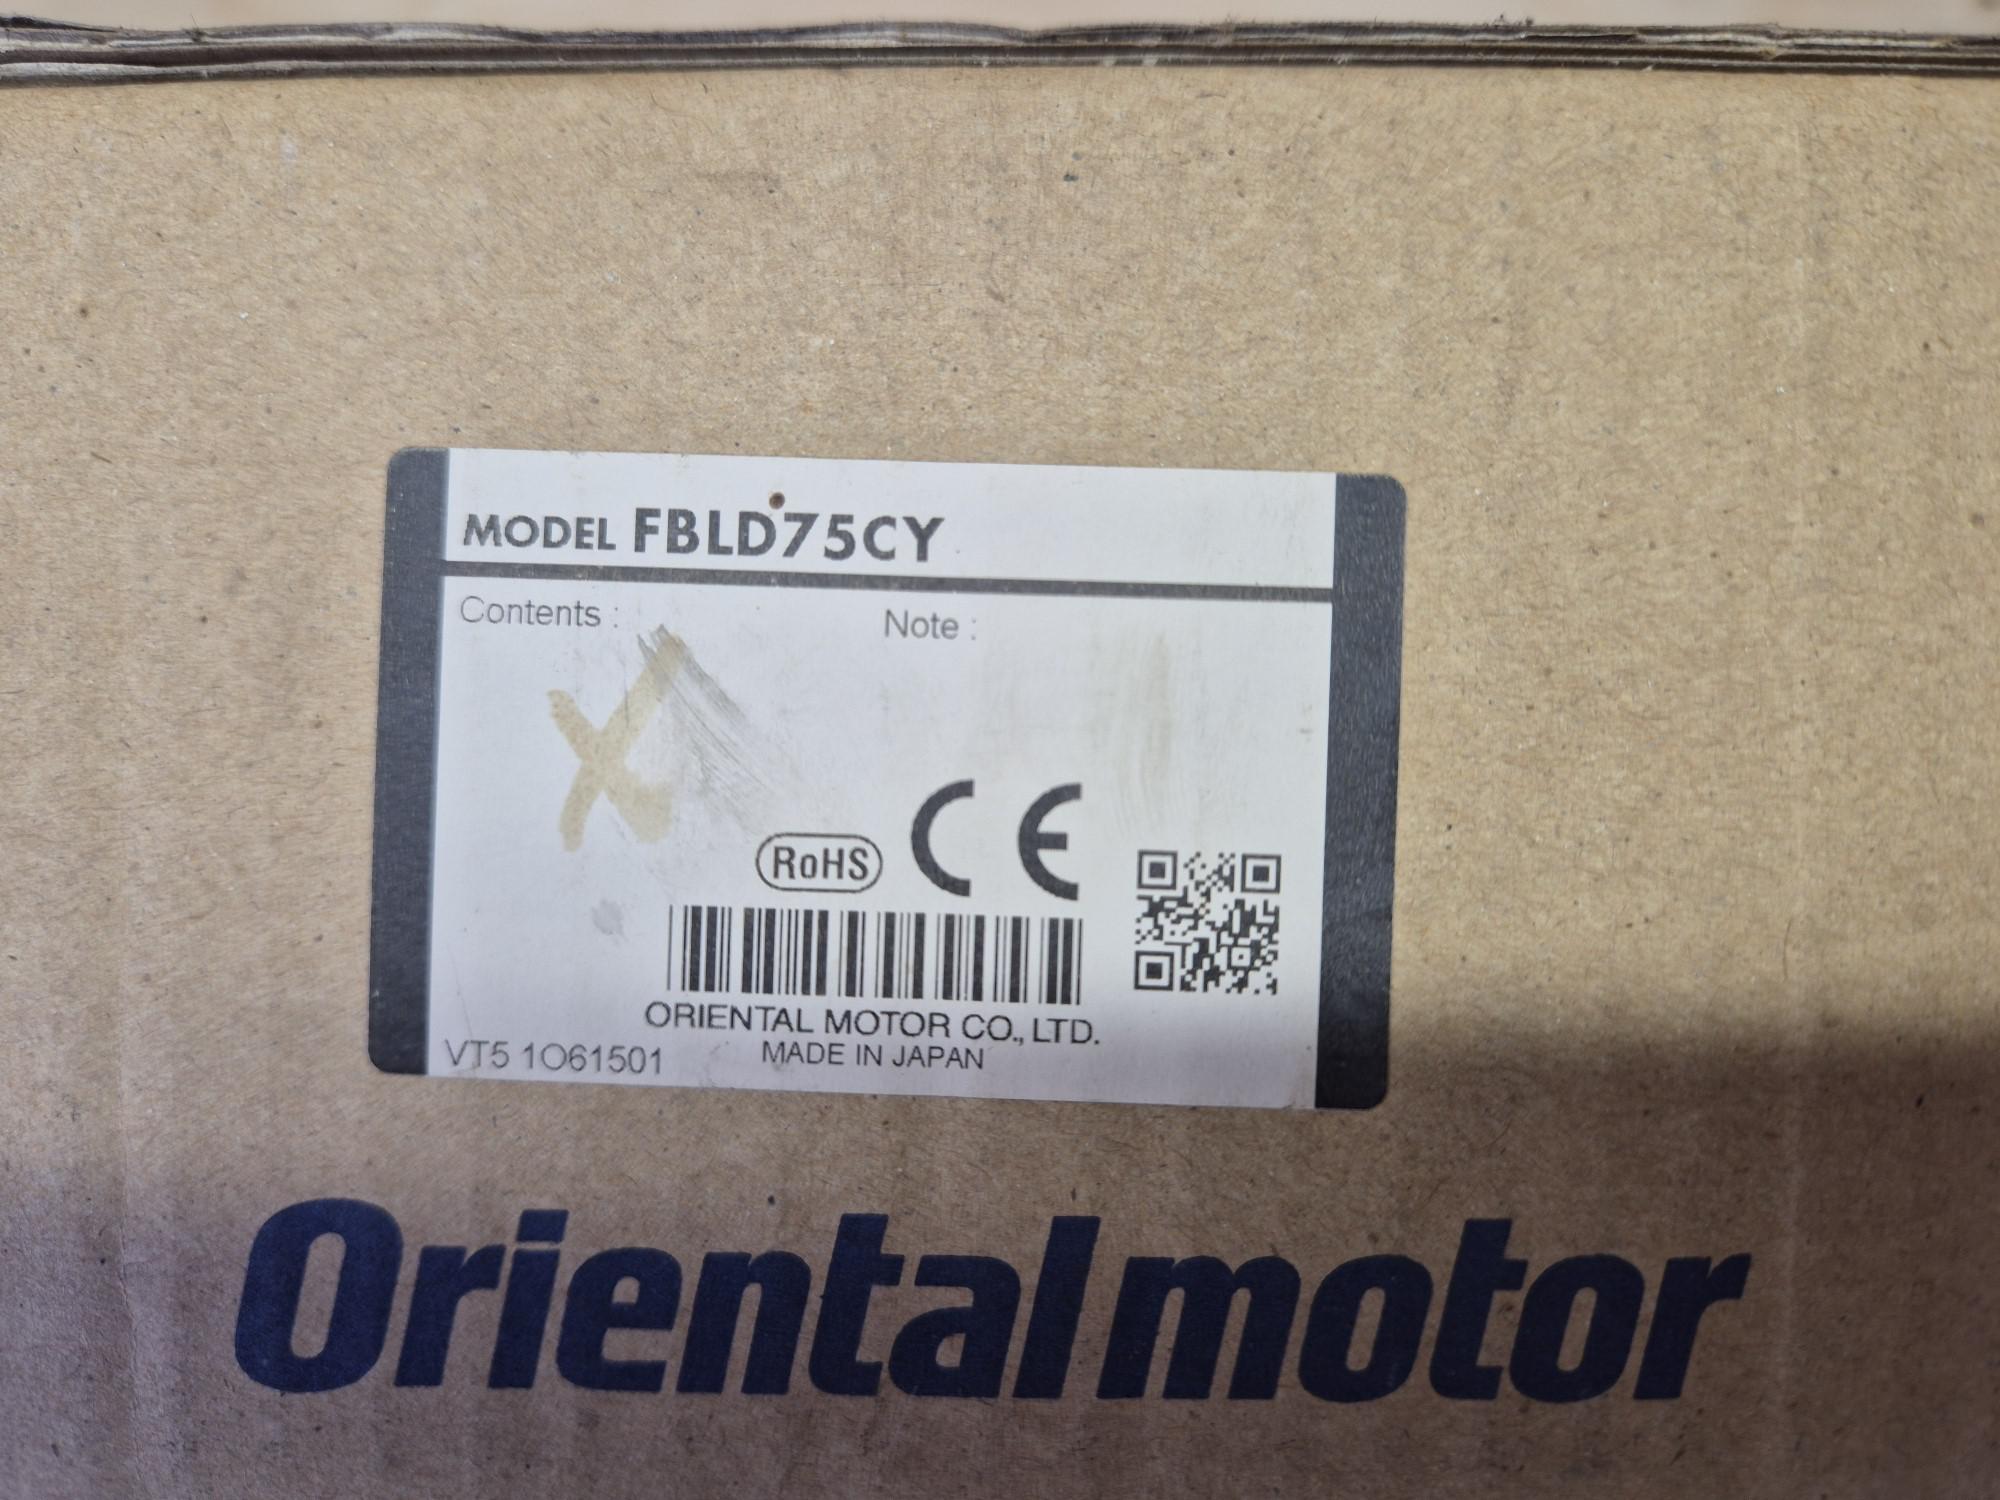 MODEL FBLD75CY
Contents :
Note :
RoHS
CE
ORIENTAL MOTOR CO., LTD.
VT5 1O61501
MADE IN JAPAN
Orientalmotor